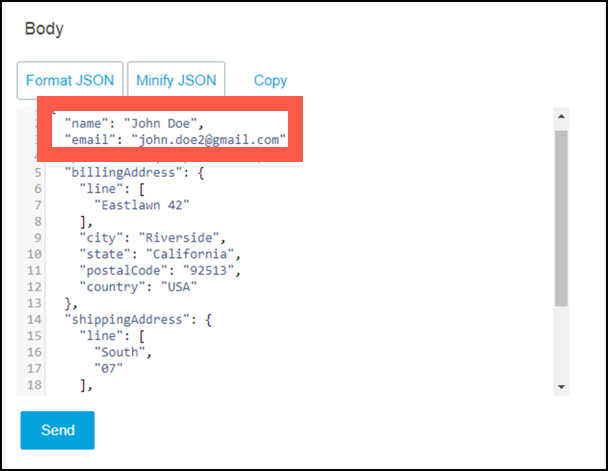 Body
Format JSON Minify JSON Copy
2 "name": "John Doe",
3 "email": "john.doe2@gmail.com"
5 "billingAddress": {
6 "line": [
7 "Eastlawn 42"
8 ],
9 "city": "Riverside",
10 "state": "California",
11 "postalCode": "92513",
12 "country": "USA"
13 },
14 "shippingAddress": {
15 "line": [
16 "South",
17 "07"
18 ],
Send